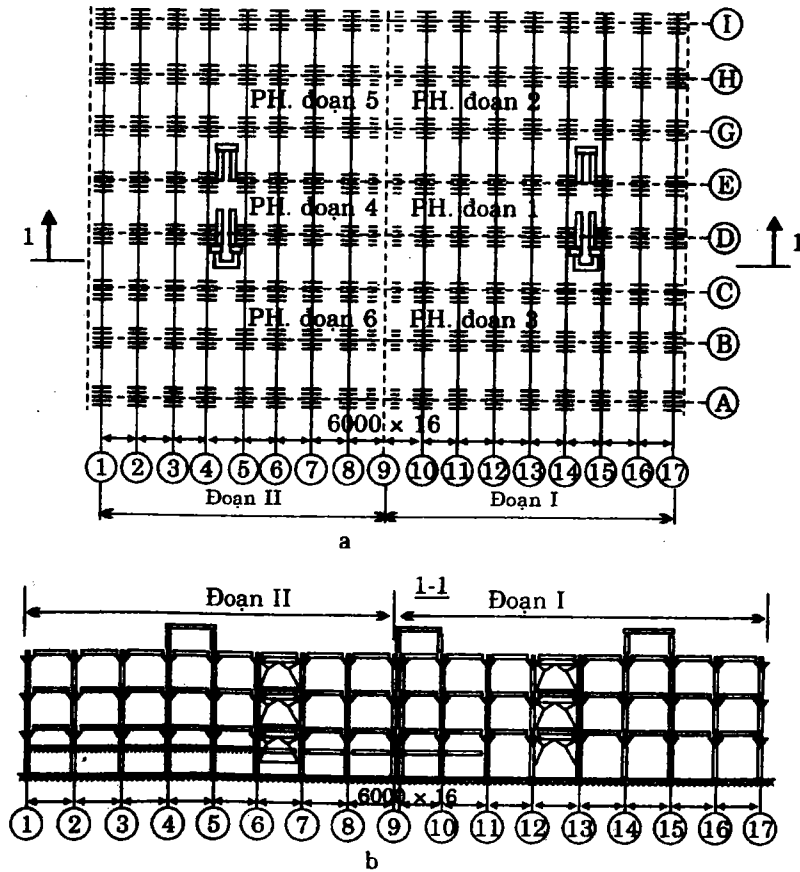 I
H
PH. đoạn 5 PH. đoạn 2
G
E
PH. đoạn 4 PH. đoạn 1
1 D 1
C
PH. đoạn 6 PH. đoạn 3
B
A
6000 × 16
1 2 3 4 5 6 7 8 9 10 11 12 13 14 15 16 17
Đoạn II Đoạn I
a
1-1
Đoạn II Đoạn I
6000 × 16
1 2 3 4 5 6 7 8 9 10 11 12 13 14 15 16 17
b